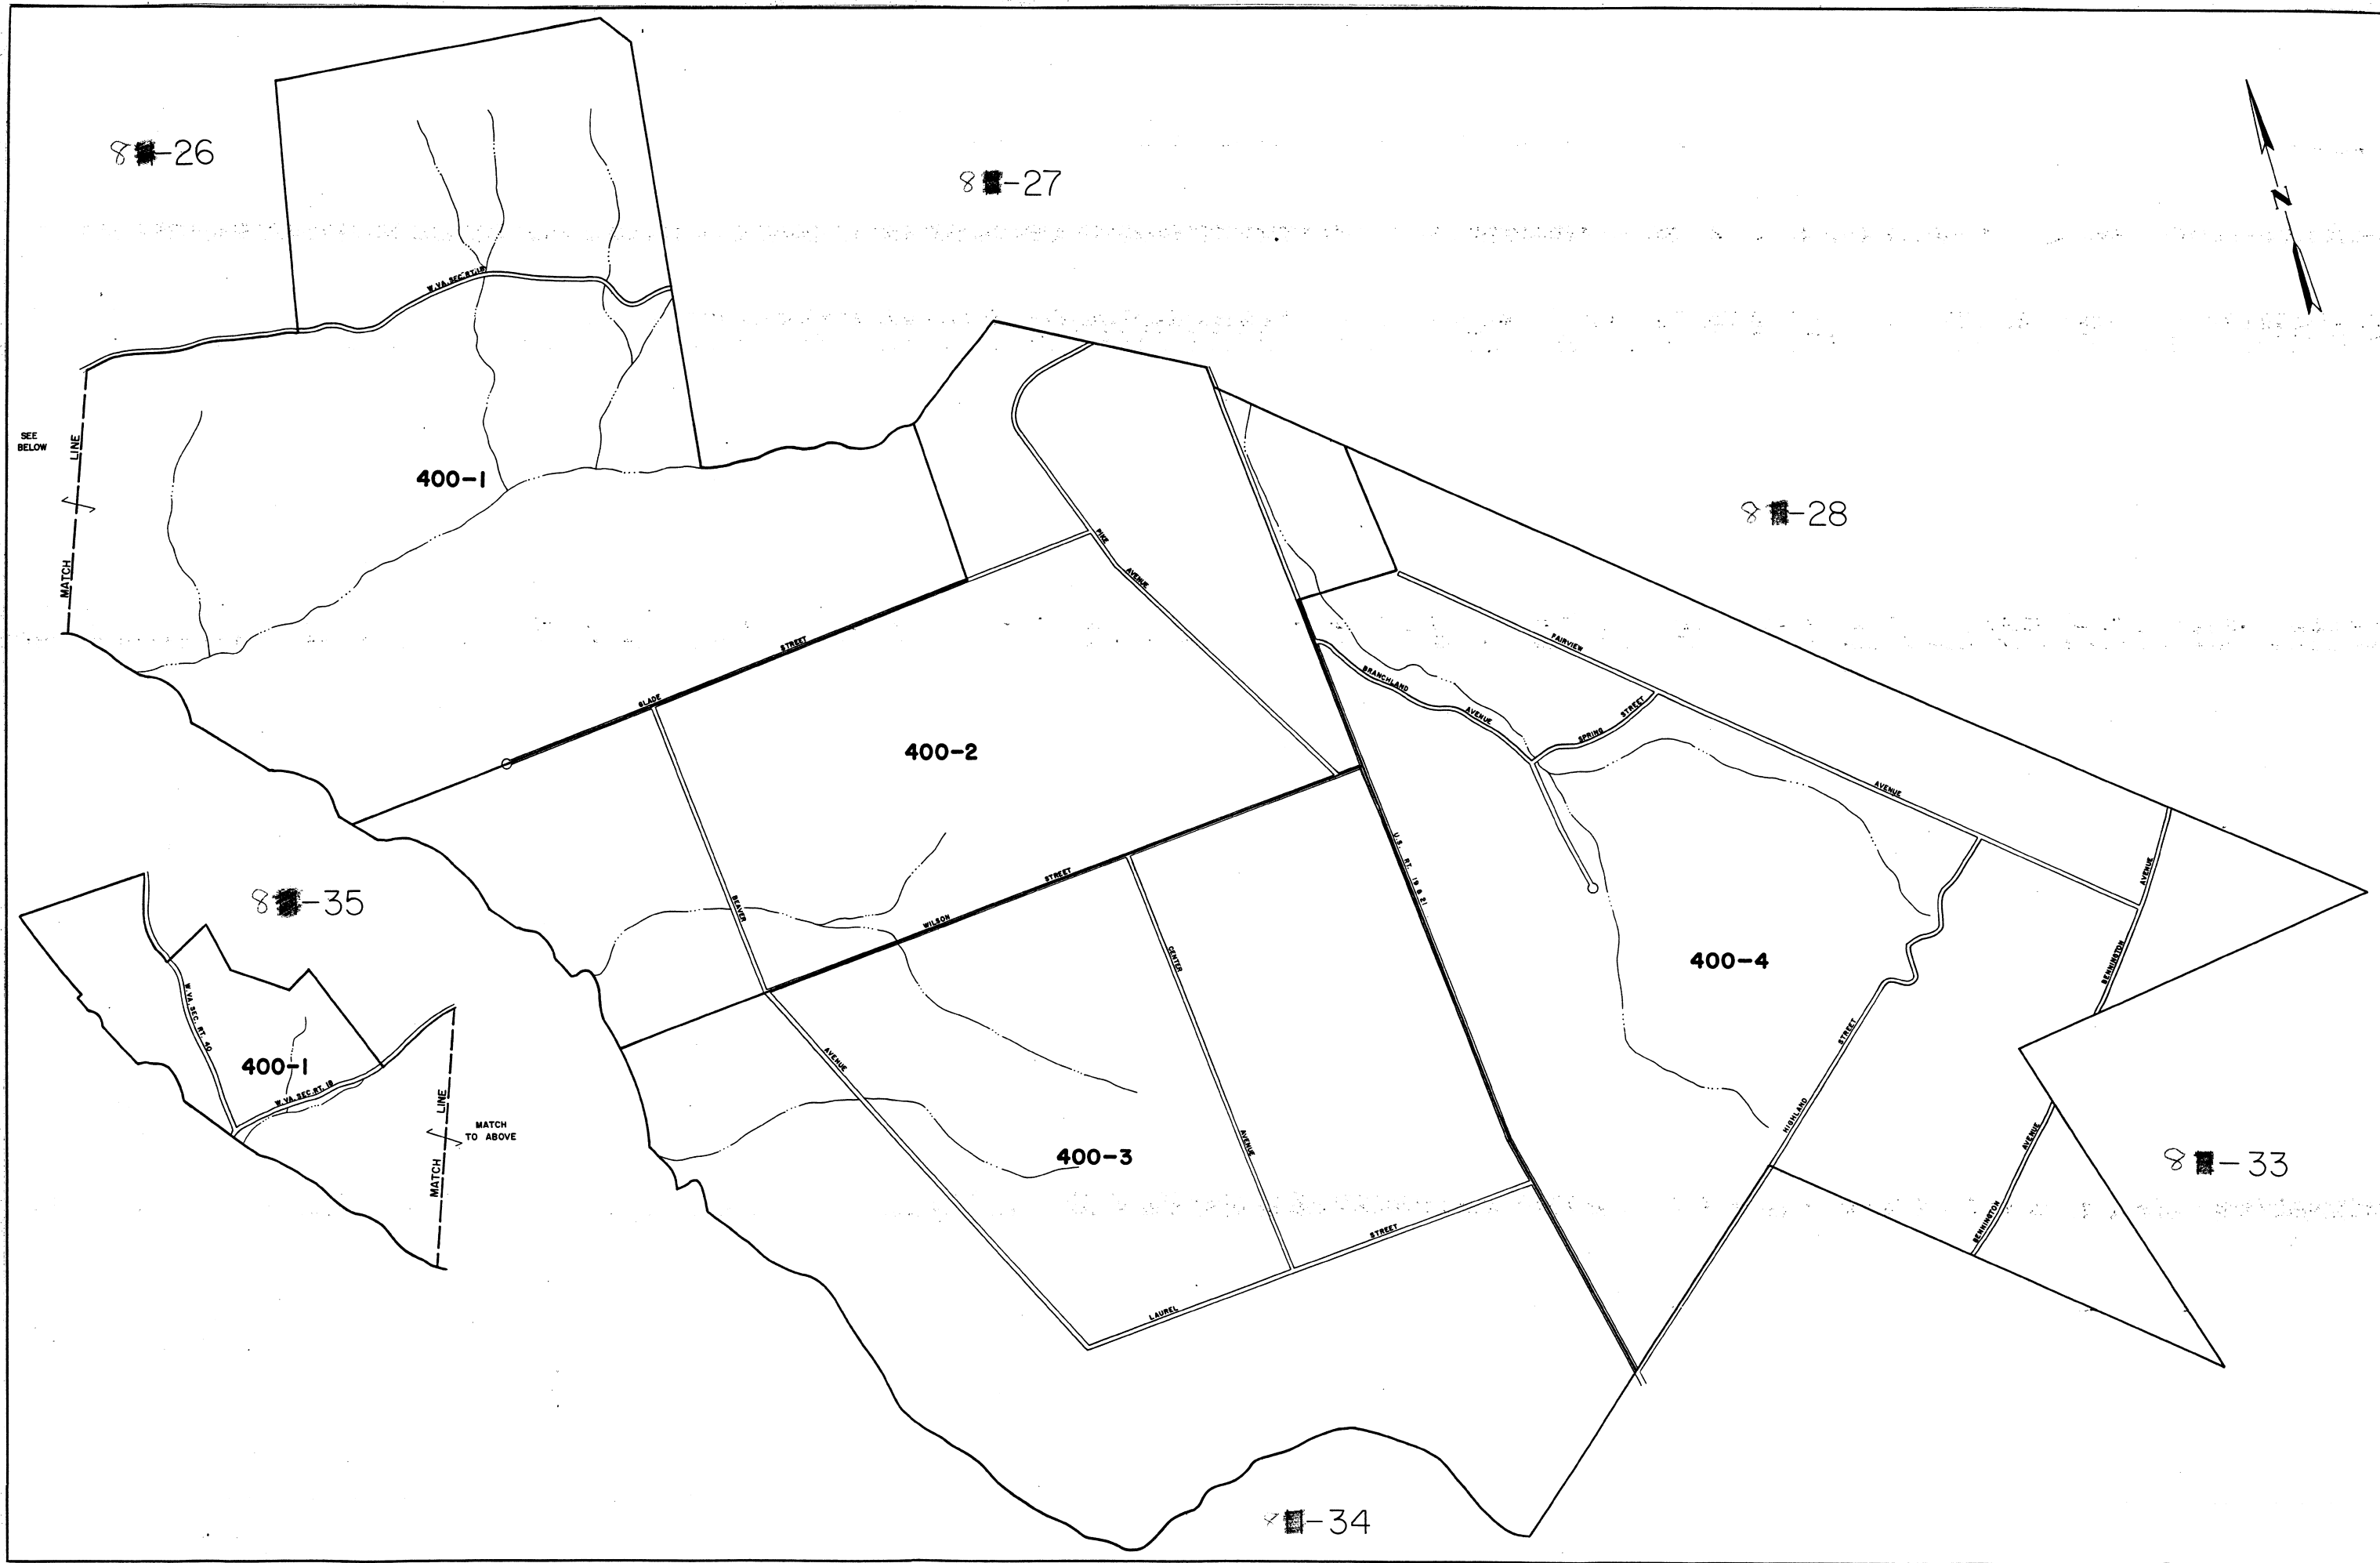 8-26
8-27
N
W.VA. SEC. RT. 18
SEE
BELOW
MATCH LINE
400-1
8-28
PIKE AVENUE
GLADE STREET
FAIRVIEW AVENUE
BRANCHLAND AVENUE
SPRING STREET
400-2
U.S. RT. 19 & 21
BEAVER AVENUE
WILSON STREET
CENTER AVENUE
BENNINGTON AVENUE
8-35
400-4
W.VA. SEC. RT. 40
400-1
W.VA. SEC. RT. 18
MATCH LINE
MATCH
TO ABOVE
HIGHLAND STREET
400-3
BENNINGTON AVENUE
8-33
LAUREL STREET
8-34